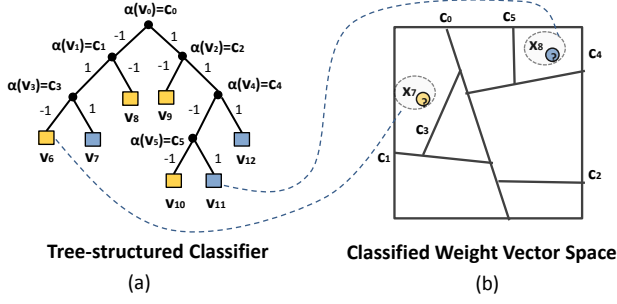 α(v₀)=c₀
-1 1
α(v₁)=c₁ α(v₂)=c₂
1 -1 -1 1
α(v₃)=c₃ v₈ v₉ α(v₄)=c₄
-1 1 -1 1
v₆ v₇ α(v₅)=c₅ v₁₂
-1 1
v₁₀ v₁₁
Tree-structured Classifier
(a)
c₀ c₅
x₈ ? c₄
x₇ ?
c₃
c₁
c₂
Classified Weight Vector Space
(b)